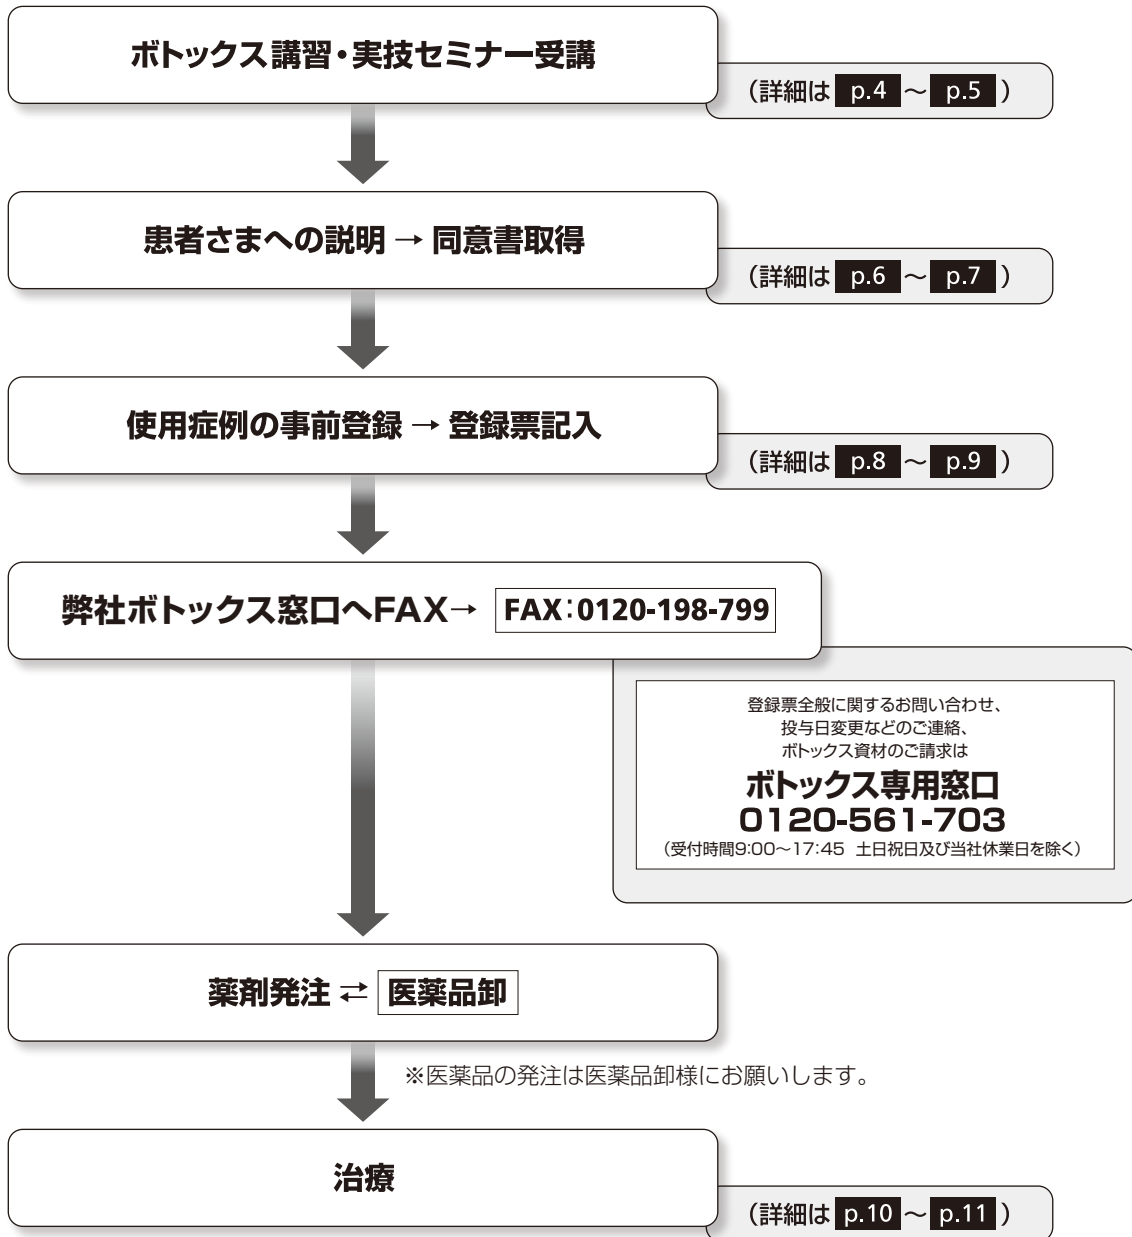 ボトックス講習・実技セミナー受講
（詳細は p.4 〜 p.5 ）
患者さまへの説明 → 同意書取得
（詳細は p.6 〜 p.7 ）
使用症例の事前登録 → 登録票記入
（詳細は p.8 〜 p.9 ）
弊社ボトックス窓口へFAX→ FAX：0120-198-799
登録票全般に関するお問い合わせ、
投与日変更などのご連絡、
ボトックス資材のご請求は
ボトックス専用窓口
0120-561-703
（受付時間9:00〜17:45 土日祝日及び当社休業日を除く）
薬剤発注 ⇄ 医薬品卸
※医薬品の発注は医薬品卸様にお願いします。
治療
（詳細は p.10 〜 p.11 ）